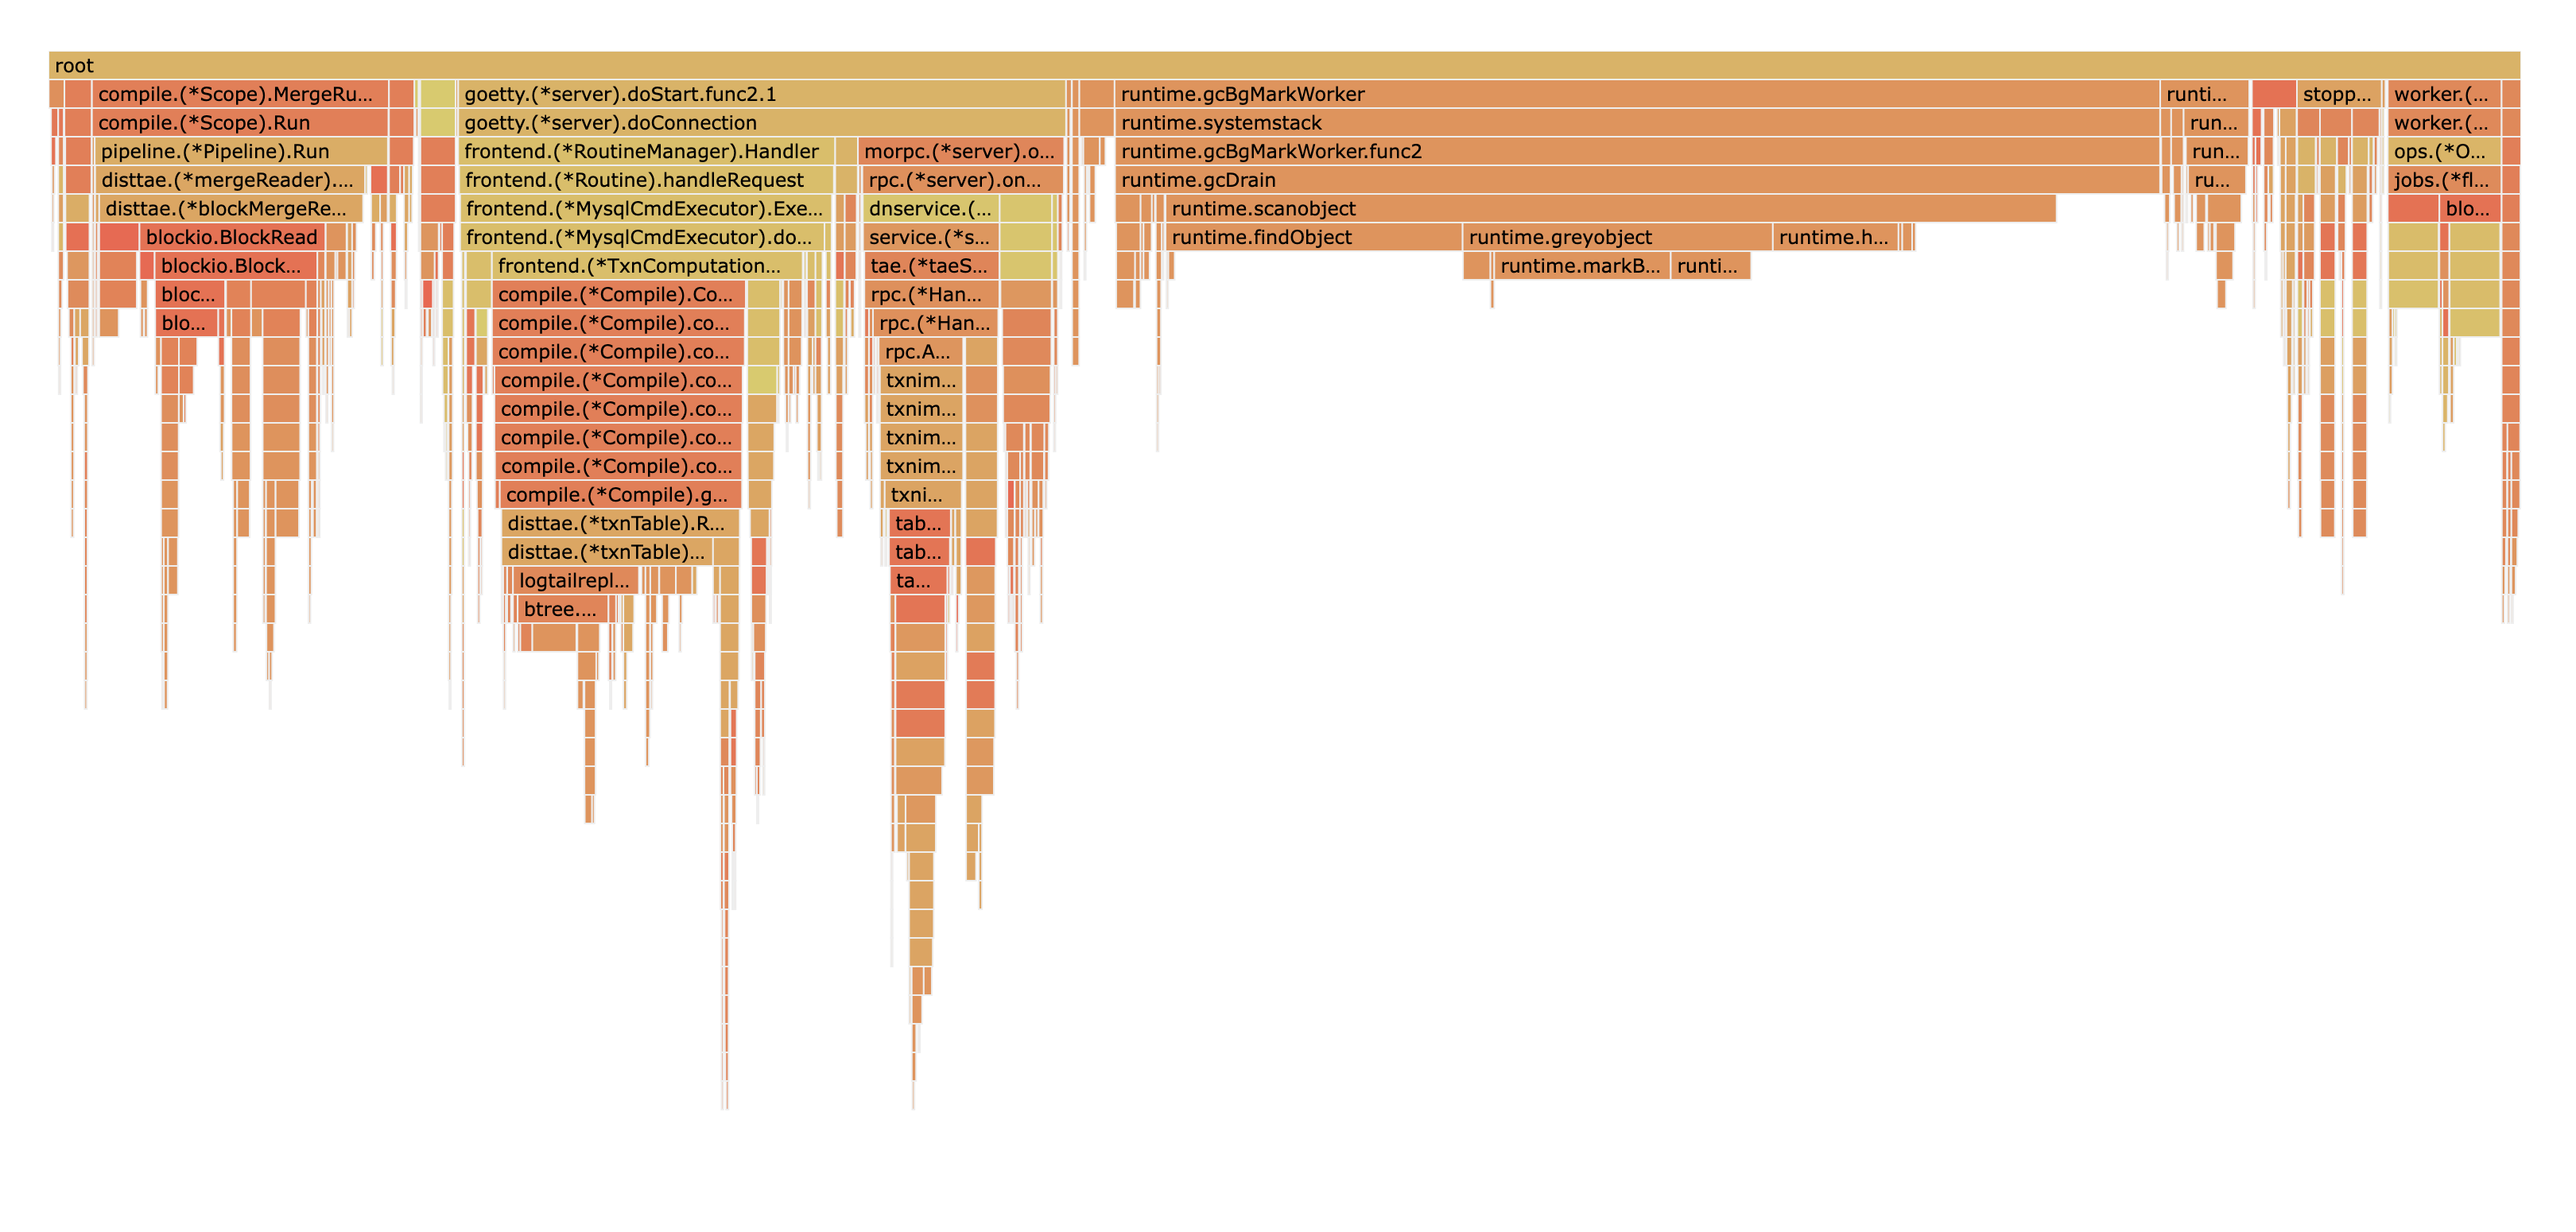 root
compile.(*Scope).MergeRu... goetty.(*server).doStart.func2.1 runtime.gcBgMarkWorker runti... stopp... worker.(...
compile.(*Scope).Run goetty.(*server).doConnection runtime.systemstack run... worker.(...
pipeline.(*Pipeline).Run frontend.(*RoutineManager).Handler morpc.(*server).o... runtime.gcBgMarkWorker.func2 run... ops.(*O...
disttae.(*mergeReader).... frontend.(*Routine).handleRequest rpc.(*server).on... runtime.gcDrain ru... jobs.(*fl...
disttae.(*blockMergeRe... frontend.(*MysqlCmdExecutor).Exe... dnservice.(... runtime.scanobject blo...
blockio.BlockRead frontend.(*MysqlCmdExecutor).do... service.(*s... runtime.findObject runtime.greyobject runtime.h...
blockio.Block... frontend.(*TxnComputation... tae.(*taeS... runtime.markB... runti...
bloc... compile.(*Compile).Co... rpc.(*Han...
blo... compile.(*Compile).co... rpc.(*Han...
compile.(*Compile).co... rpc.A...
compile.(*Compile).co... txnim...
compile.(*Compile).co... txnim...
compile.(*Compile).co... txnim...
compile.(*Compile).co... txnim...
compile.(*Compile).g... txni...
disttae.(*txnTable).R... tab...
disttae.(*txnTable)... tab...
logtailrepl... ta...
btree....